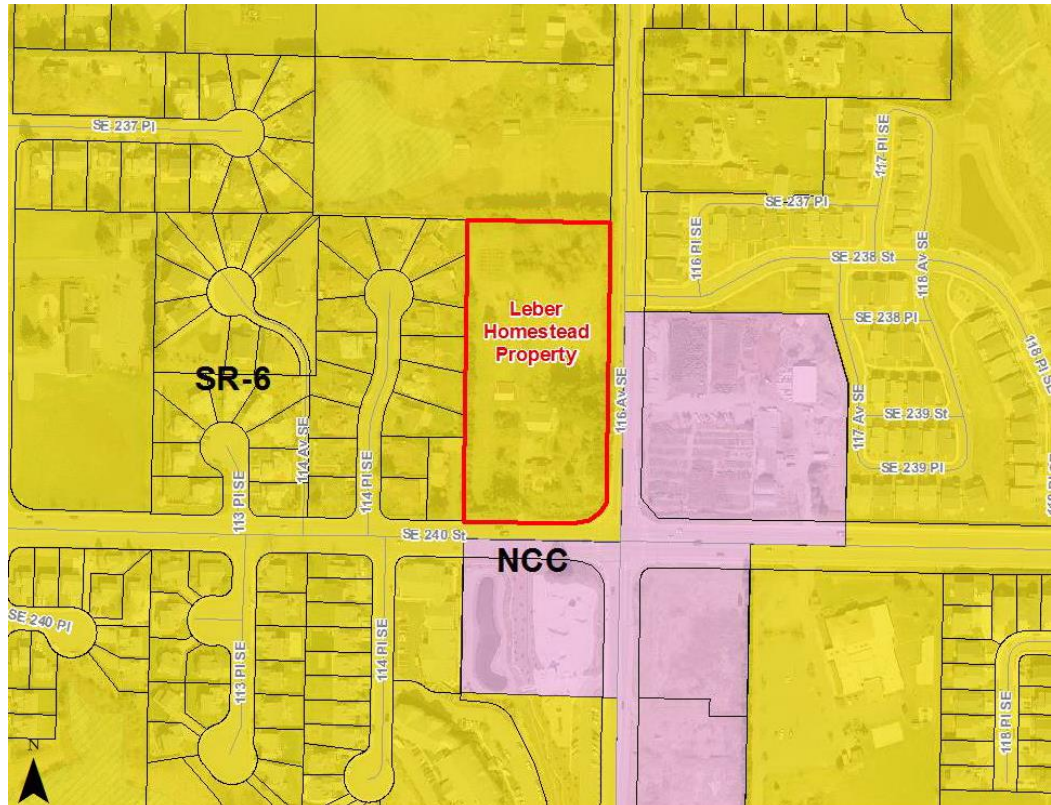 SE 237 Pl
117 Pl SE
SE 237 Pl
116 Pl SE
SE 238 St
118 Av SE
Leber
Homestead
Property
SE 238 Pl
118 Pl SE
SR-6
116 Av SE
117 Av SE
SE 239 St
114 Av SE
114 Pl SE
113 Pl SE
SE 239 Pl
SE 240 St
NCC
SE 240 Pl
113 Pl SE
114 Pl SE
118 Pl SE
N